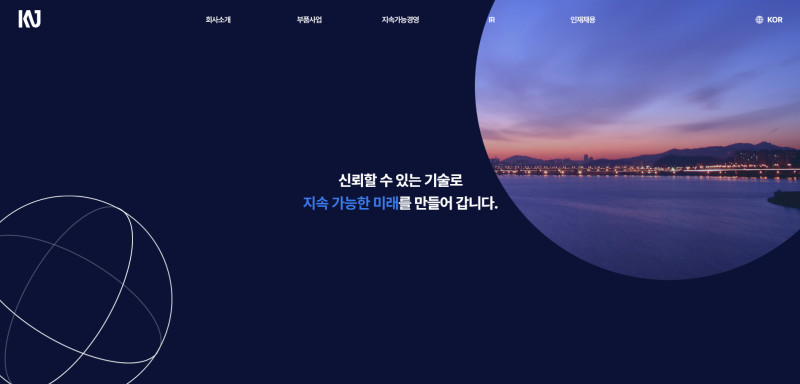 KNJ
회사소개
부품사업
지속가능경영
IR
인재채용
KOR
신뢰할 수 있는 기술로
지속 가능한 미래를 만들어 갑니다.